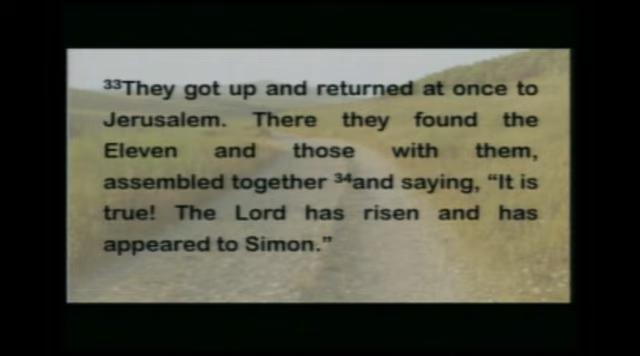 ³³They got up and returned at once to
Jerusalem. There they found the
Eleven and those with them,
assembled together ³⁴and saying, “It is
true! The Lord has risen and has
appeared to Simon.”